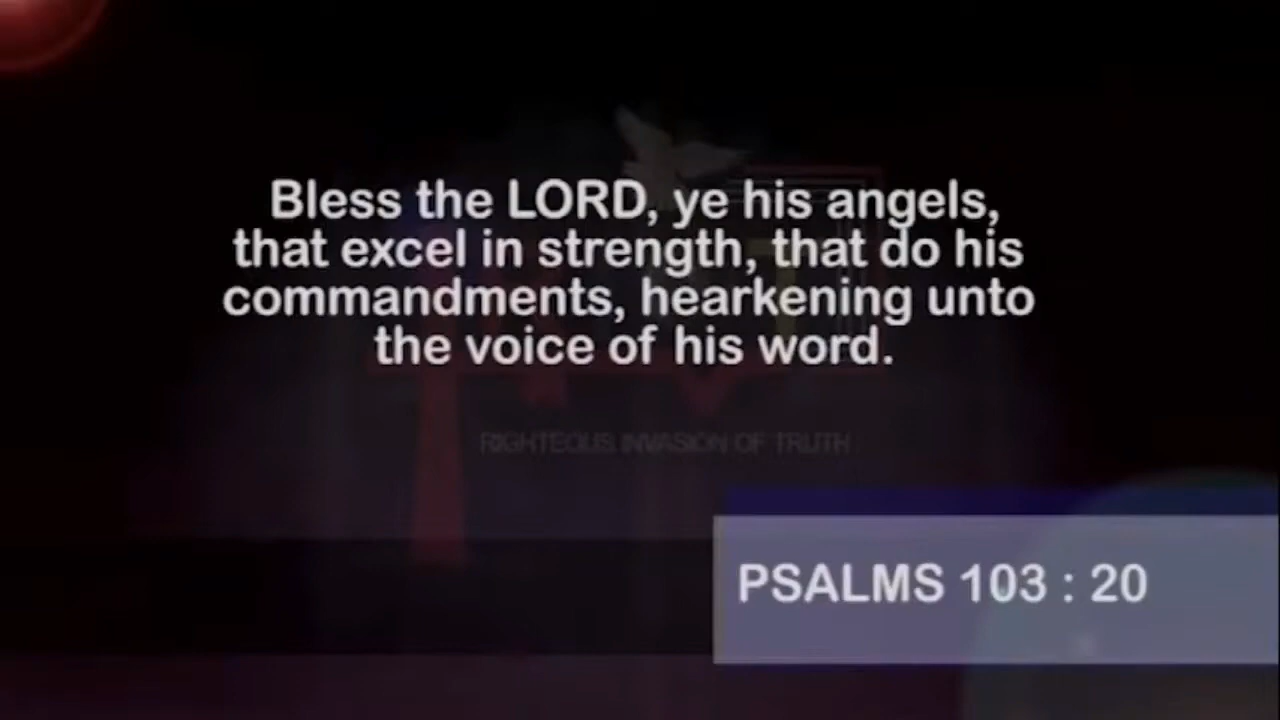 Bless the LORD, ye his angels,
that excel in strength, that do his
commandments, hearkening unto
the voice of his word.
RIGHTEOUS INVASION OF TRUTH
PSALMS 103 : 20